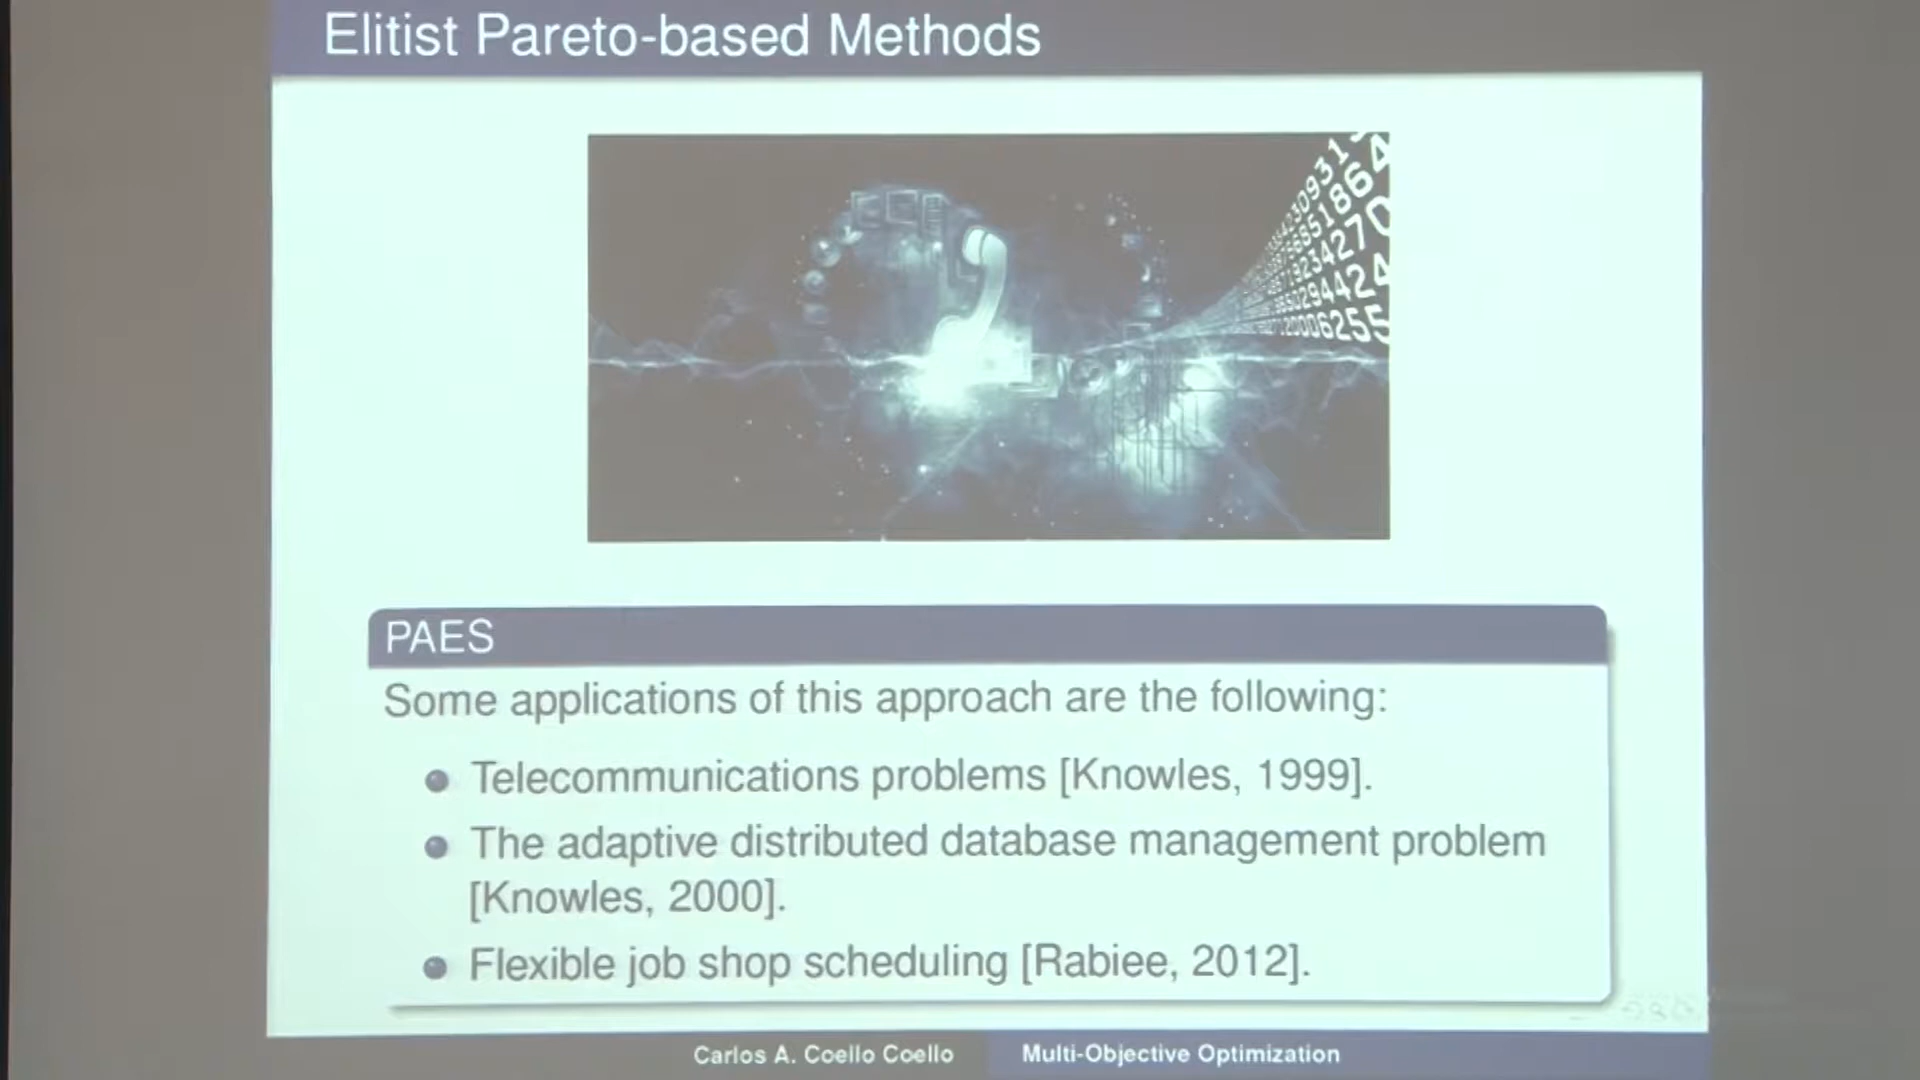 Elitist Pareto-based Methods
PAES
Some applications of this approach are the following:
Telecommunications problems [Knowles, 1999].
The adaptive distributed database management problem
[Knowles, 2000].
Flexible job shop scheduling [Rabiee, 2012].
Carlos A. Coello Coello
Multi-Objective Optimization